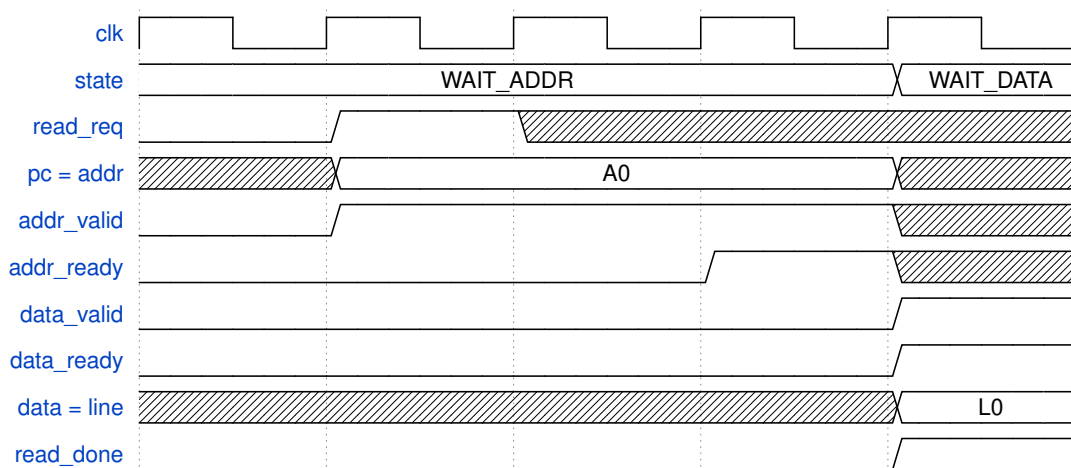 clk
state WAIT_ADDR WAIT_DATA
read_req
pc = addr A0
addr_valid
addr_ready
data_valid
data_ready
data = line L0
read_done